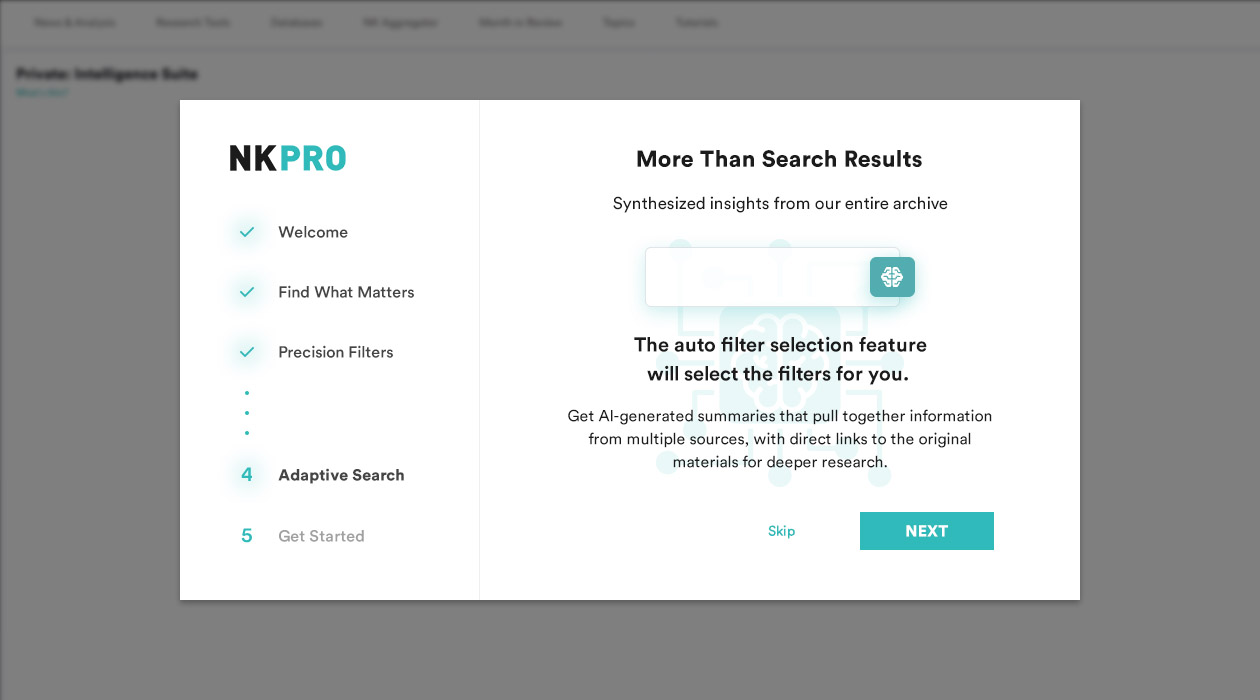 News & Analysis
Research Tools
Databases
NK Aggregator
Month in Review
Topics
Tutorials
Private: Intelligence Suite
What is this?
NKPRO
Welcome
Find What Matters
Precision Filters
4 Adaptive Search
5 Get Started
More Than Search Results
Synthesized insights from our entire archive
The auto filter selection feature
will select the filters for you.
Get AI-generated summaries that pull together information
from multiple sources, with direct links to the original
materials for deeper research.
Skip
NEXT